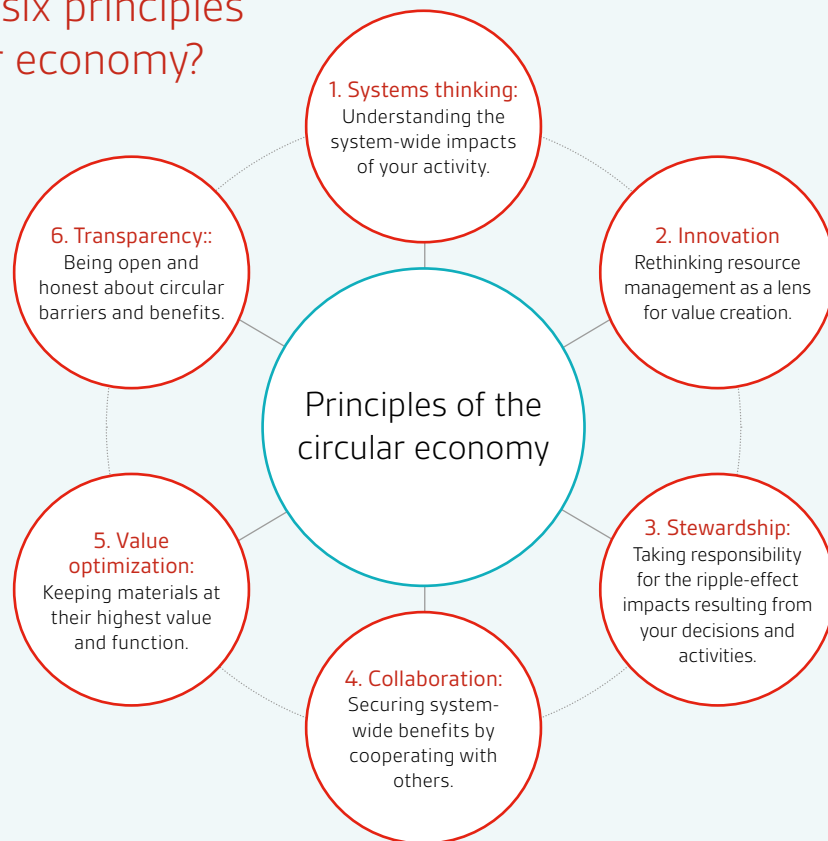 six principles
r economy?
1. Systems thinking:
Understanding the
system-wide impacts
of your activity.
2. Innovation
Rethinking resource
management as a lens
for value creation.
3. Stewardship:
Taking responsibility
for the ripple-effect
impacts resulting from
your decisions and
activities.
4. Collaboration:
Securing system-
wide benefits by
cooperating with
others.
5. Value
optimization:
Keeping materials at
their highest value
and function.
6. Transparency::
Being open and
honest about circular
barriers and benefits.
Principles of the
circular economy